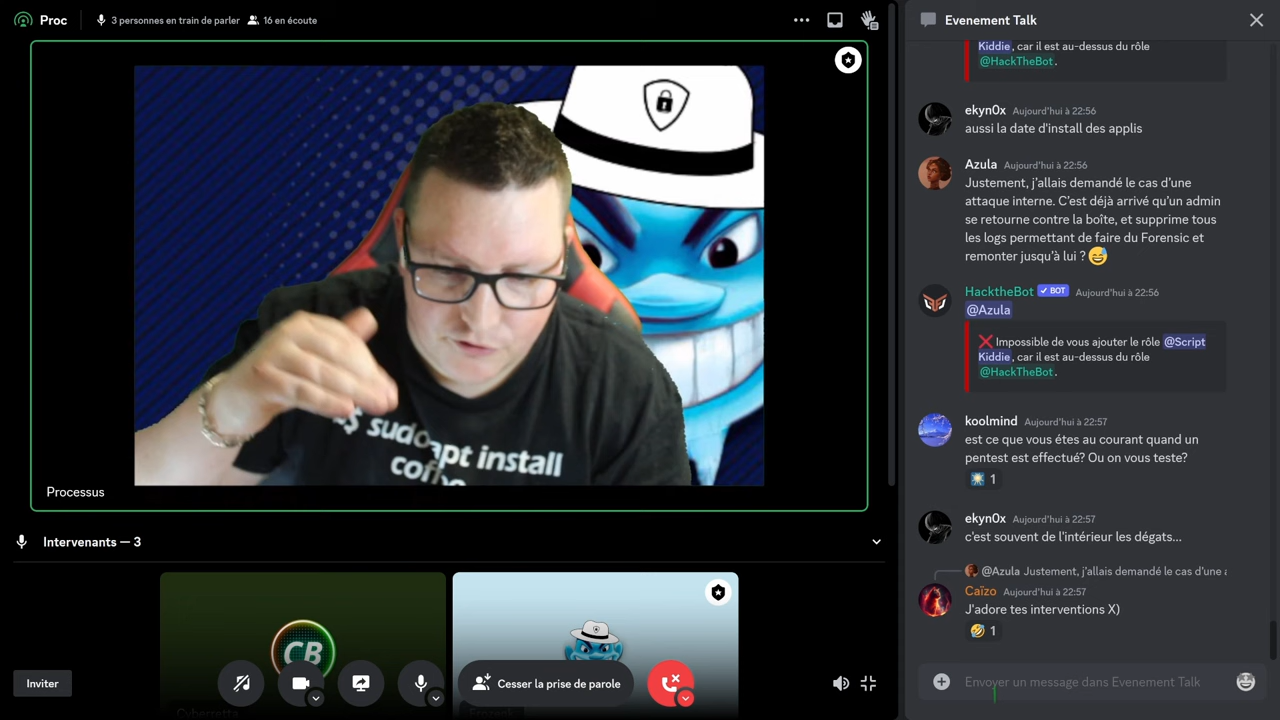 Proc
3 personnes en train de parler
16 en écoute
$ sudo apt install
Processus
Intervenants — 3
CB
Inviter
Cesser la prise de parole
Evenement Talk
Kiddie, car il est au-dessus du rôle
@HackTheBot.
ekyn0x Aujourd'hui à 22:56
aussi la date d'install des applis
Azula Aujourd'hui à 22:56
Justement, j'allais demandé le cas d'une
attaque interne. C'est déjà arrivé qu'un admin
se retourne contre la boîte, et supprime tous
les logs permettant de faire du Forensic et
remonter jusqu'à lui ? 😅
HacktheBot ✓ BOT Aujourd'hui à 22:56
@Azula
❌ Impossible de vous ajouter le rôle @Script
Kiddie, car il est au-dessus du rôle
@HackTheBot.
koolmind Aujourd'hui à 22:57
est ce que vous étes au courant quand un
pentest est effectué? Ou on vous teste?
1
ekyn0x Aujourd'hui à 22:57
c'est souvent de l'intérieur les dégats...
@Azula Justement, j'allais demandé le cas d'une
Caïzo Aujourd'hui à 22:57
J'adore tes interventions X)
🤣 1
Envoyer un message dans Evenement Talk